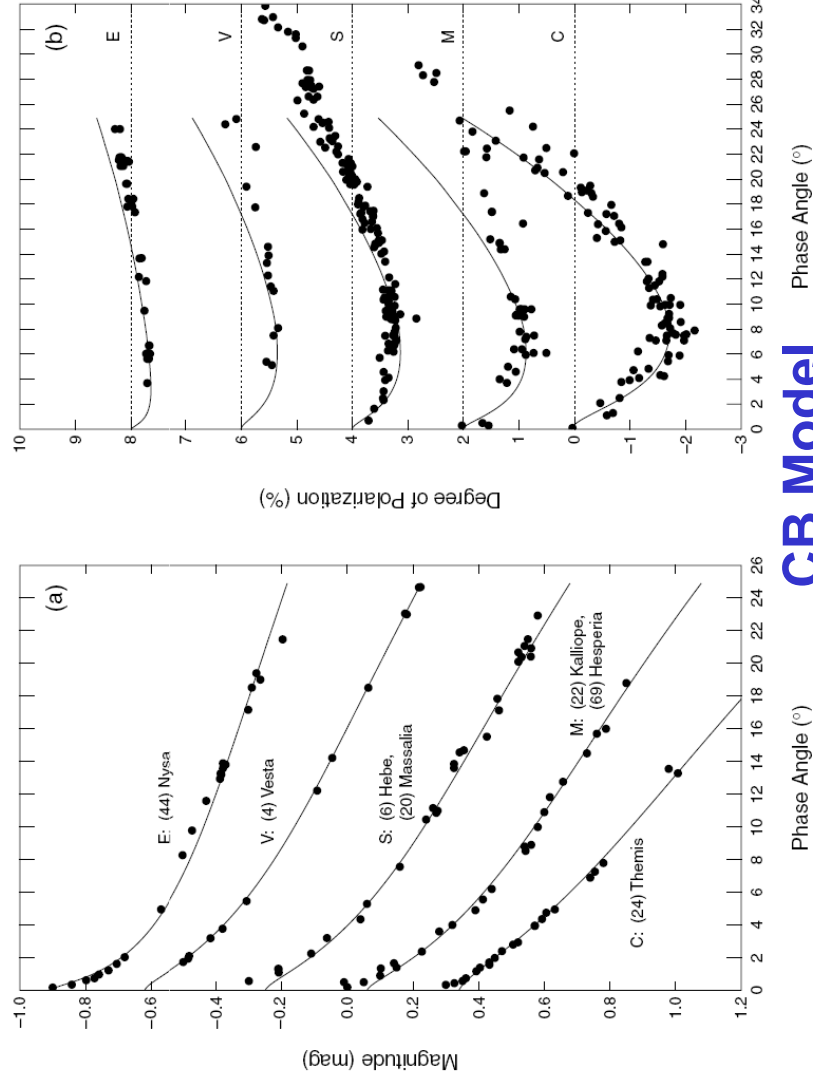 (a)
−1.0
−0.8
−0.6
−0.4
−0.2
0.0
0.2
0.4
0.6
0.8
1.0
1.2
Magnitude (mag)
E: (44) Nysa
V: (4) Vesta
S: (6) Hebe,
(20) Massalia
M: (22) Kalliope,
(69) Hesperia
C: (24) Themis
0 2 4 6 8 10 12 14 16 18 20 22 24 26
Phase Angle (°)
(b)
10
9
8
7
6
5
4
3
2
1
0
−1
−2
−3
Degree of Polarization (%)
E
V
S
M
C
0 2 4 6 8 10 12 14 16 18 20 22 24 26 28 30 32 34
Phase Angle (°)
CB Model